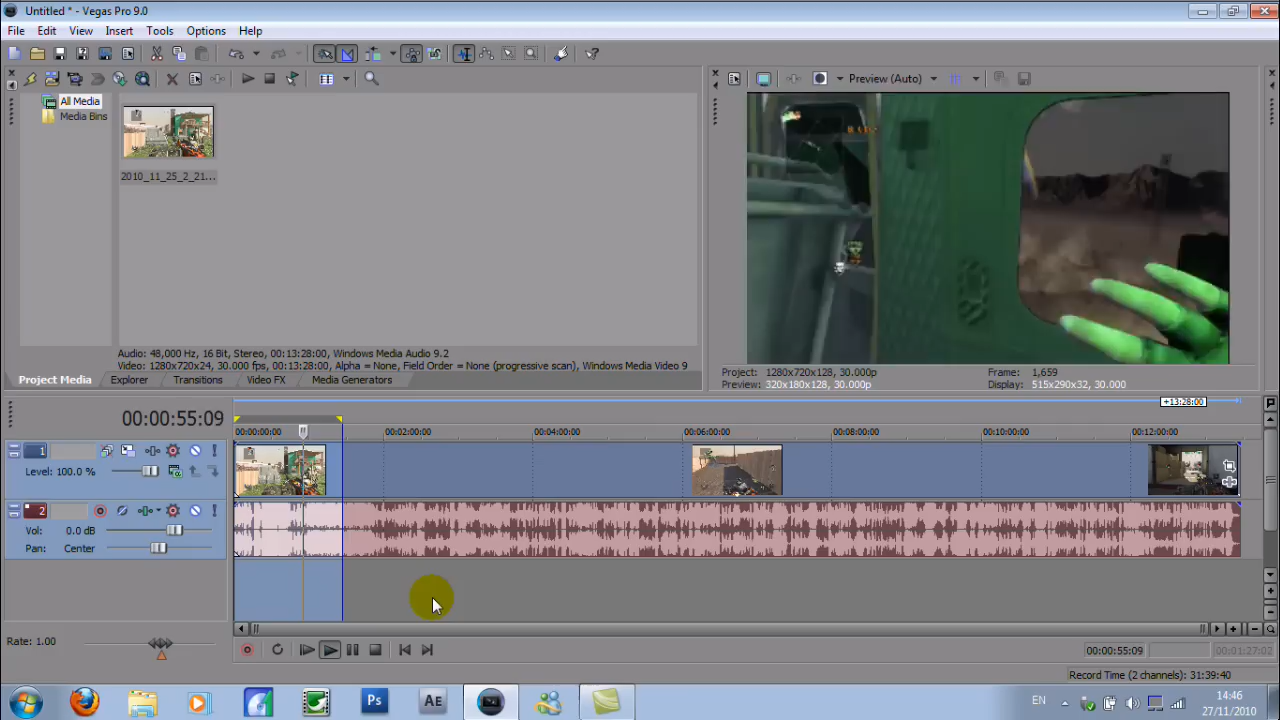 Untitled * - Vegas Pro 9.0
File Edit View Insert Tools Options Help
All Media
Media Bins
2010_11_25_2_21...
Preview (Auto)
Audio: 48,000 Hz, 16 Bit, Stereo, 00:13:28:00, Windows Media Audio 9.2
Video: 1280x720x24, 30.000 fps, 00:13:28:00, Alpha = None, Field Order = None (progressive scan), Windows Media Video 9
Project Media Explorer Transitions Video FX Media Generators
Project: 1280x720x128, 30.000p Frame: 1,659
Preview: 320x180x128, 30.000p Display: 515x290x32, 30.000
+13:28:00
00:00:55:09
00:00:00:00 00:02:00:00 00:04:00:00 00:06:00:00 00:08:00:00 00:10:00:00 00:12:00:00
1
Level: 100.0 %
2
Vol: 0.0 dB
Pan: Center
Rate: 1.00
00:00:55:09 00:01:27:02
Record Time (2 channels): 31:39:40
Ps AE EN 14:46
27/11/2010